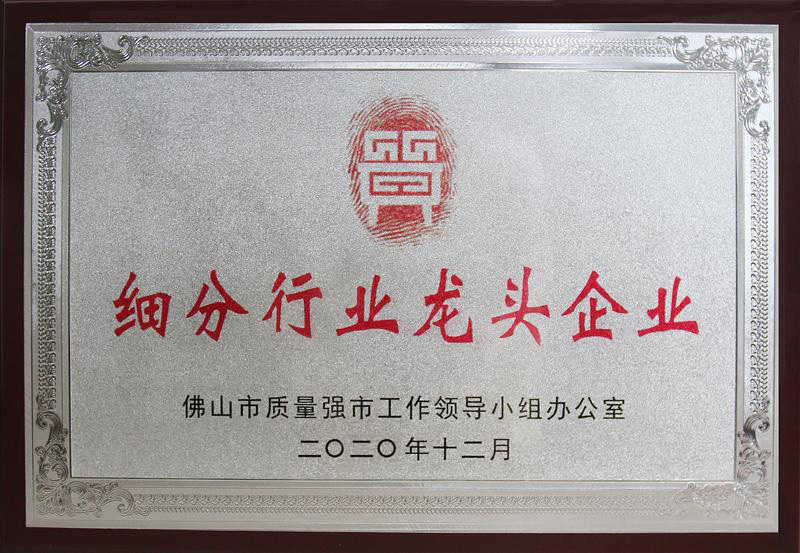 質
细分行业龙头企业
佛山市质量强市工作领导小组办公室
二〇二〇年十二月